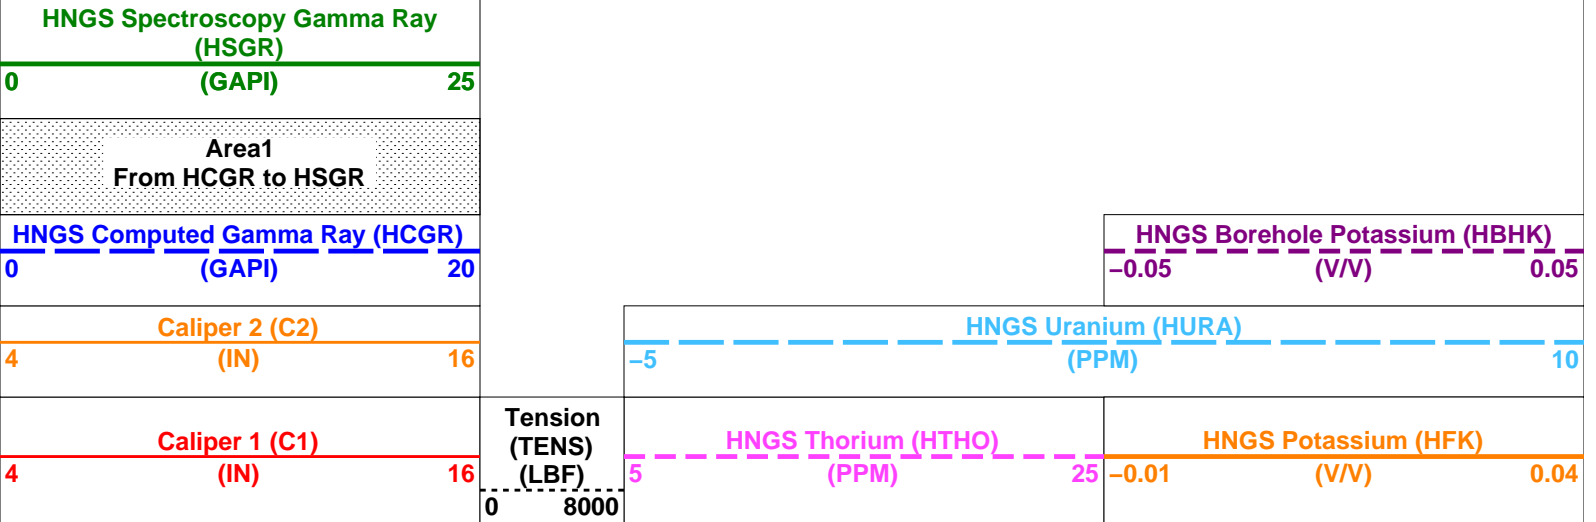 HNGS Spectroscopy Gamma Ray
(HSGR)
0 (GAPI) 25
Area1
From HCGR to HSGR
HNGS Computed Gamma Ray (HCGR)
0 (GAPI) 20
HNGS Borehole Potassium (HBHK)
−0.05 (V/V) 0.05
Caliper 2 (C2)
4 (IN) 16
HNGS Uranium (HURA)
−5 (PPM) 10
Caliper 1 (C1)
4 (IN) 16
Tension
(TENS)
(LBF)
0 8000
HNGS Thorium (HTHO)
5 (PPM) 25
HNGS Potassium (HFK)
−0.01 (V/V) 0.04